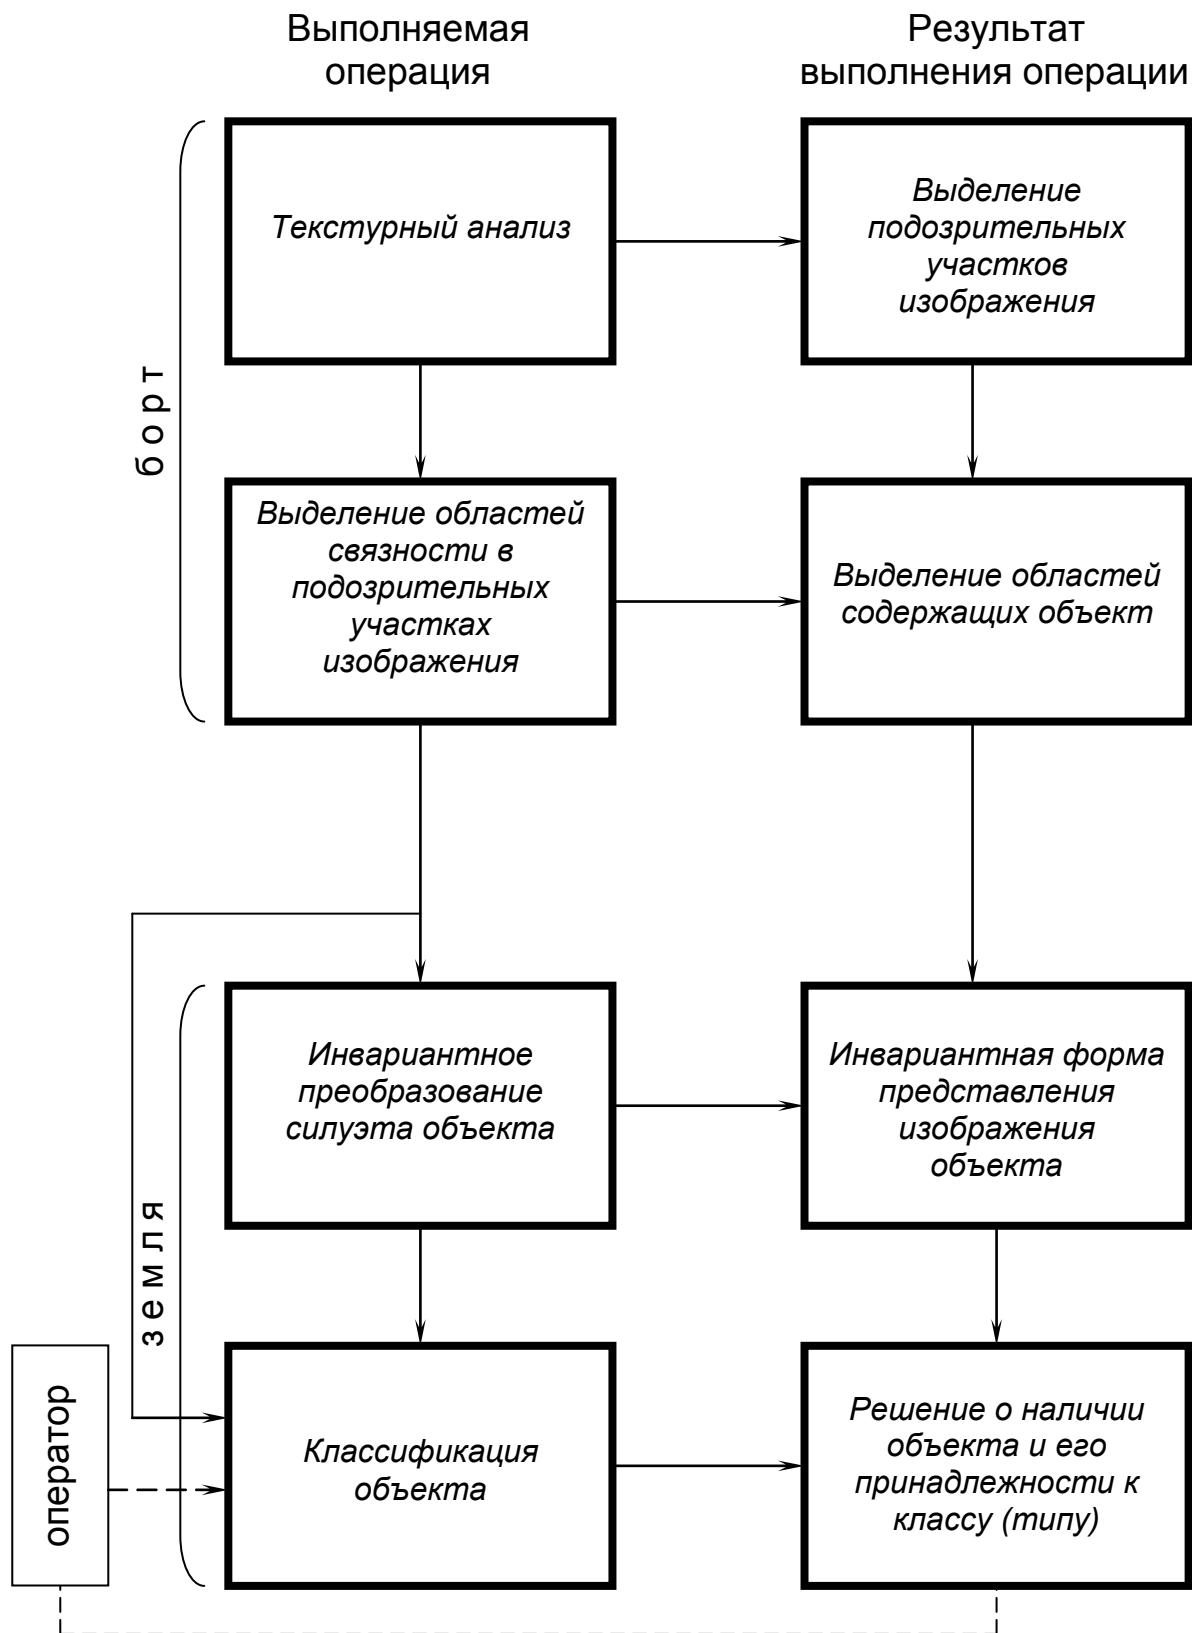 Выполняемая
операция
Результат
выполнения операции
борт
Текстурный анализ
Выделение
подозрительных
участков
изображения
Выделение областей
связности в
подозрительных
участках
изображения
Выделение областей
содержащих объект
земля
Инвариантное
преобразование
силуэта объекта
Инвариантная форма
представления
изображения
объекта
оператор
Классификация
объекта
Решение о наличии
объекта и его
принадлежности к
классу (типу)